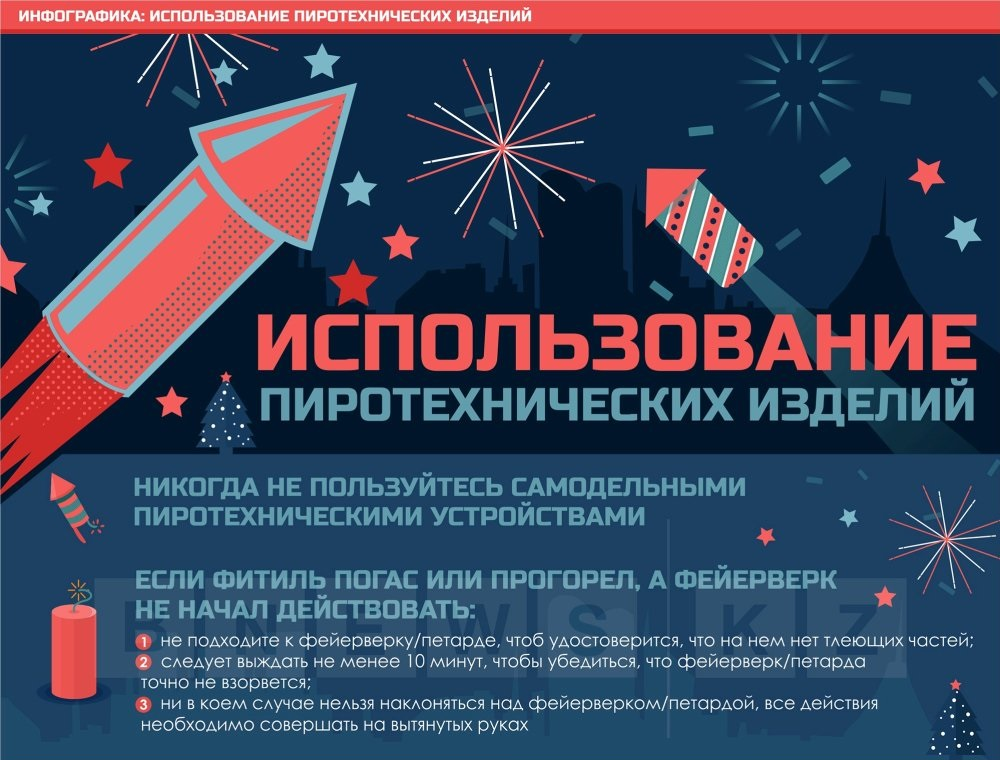 ИНФОГРАФИКА: ИСПОЛЬЗОВАНИЕ ПИРОТЕХНИЧЕСКИХ ИЗДЕЛИЙ
ИСПОЛЬЗОВАНИЕ
ПИРОТЕХНИЧЕСКИХ ИЗДЕЛИЙ
НИКОГДА НЕ ПОЛЬЗУЙТЕСЬ САМОДЕЛЬНЫМИ
ПИРОТЕХНИЧЕСКИМИ УСТРОЙСТВАМИ
ЕСЛИ ФИТИЛЬ ПОГАС ИЛИ ПРОГОРЕЛ, А ФЕЙЕРВЕРК
НЕ НАЧАЛ ДЕЙСТВОВАТЬ:
BNEWS KZ
1 не подходите к фейерверку/петарде, чтоб удостоверится, что на нем нет тлеющих частей;
2 следует выждать не менее 10 минут, чтобы убедиться, что фейерверк/петарда
точно не взорвется;
3 ни в коем случае нельзя наклоняться над фейерверком/петардой, все действия
необходимо совершать на вытянутых руках